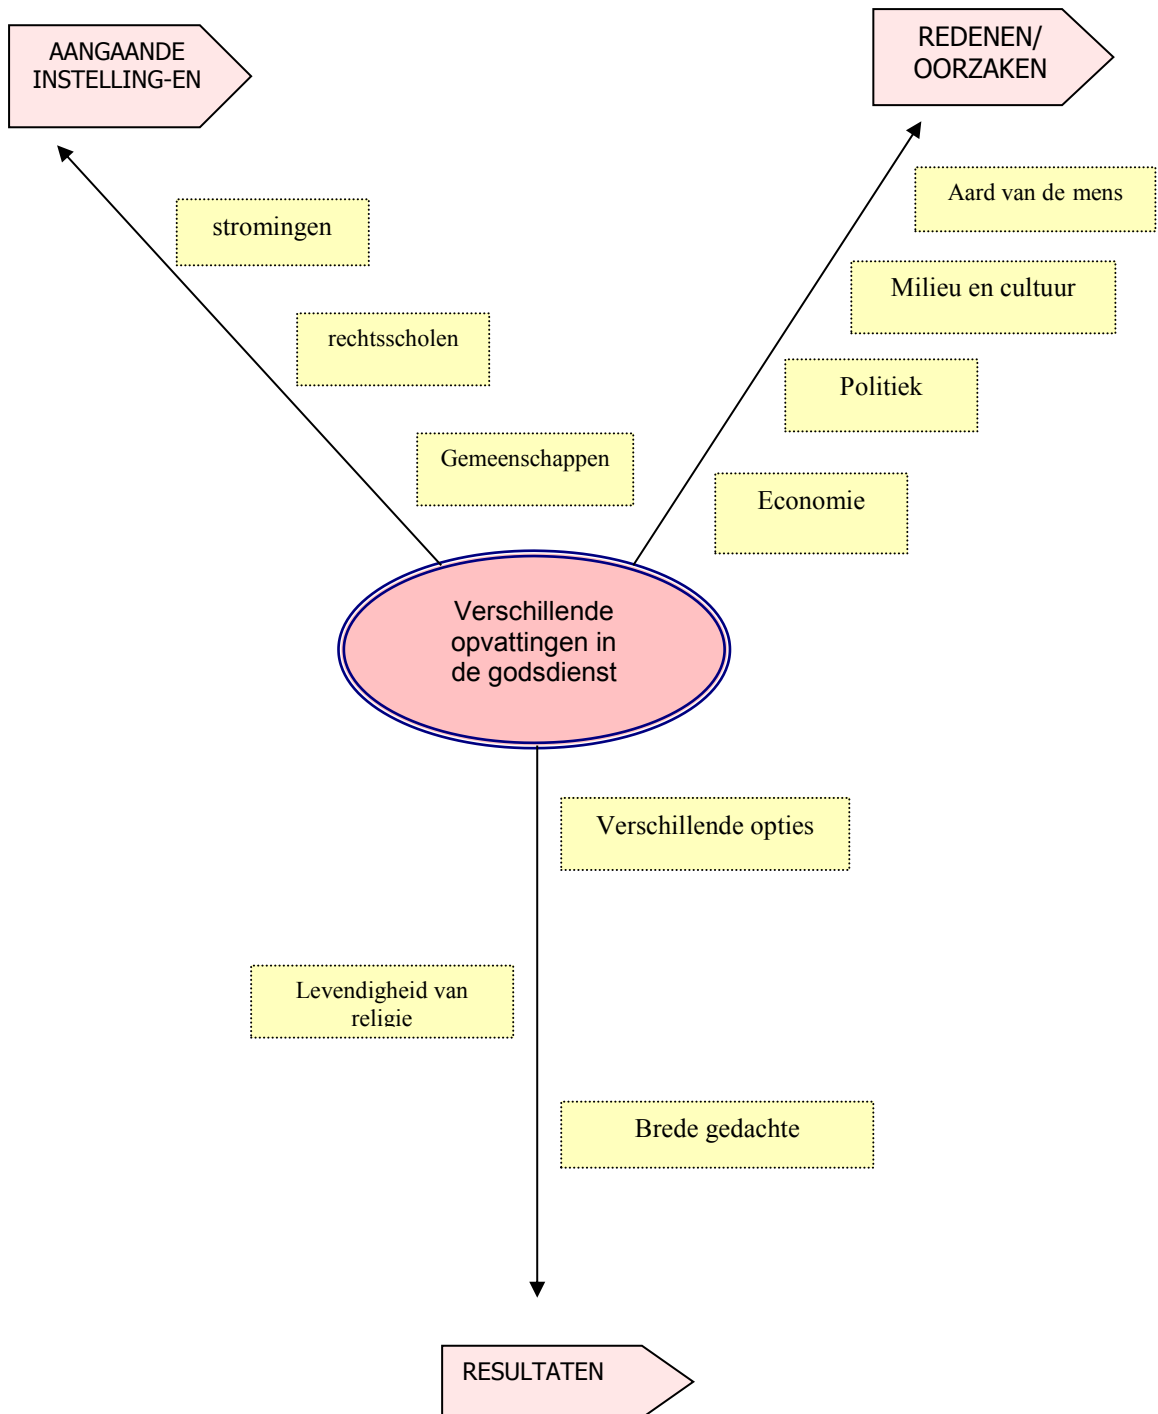 AANGAANDE
INSTELLING-EN
REDENEN/
OORZAKEN
stromingen
Aard van de mens
rechtsscholen
Milieu en cultuur
Gemeenschappen
Politiek
Economie
Verschillende
opvattingen in
de godsdienst
Verschillende opties
Levendigheid van
religie
Brede gedachte
RESULTATEN